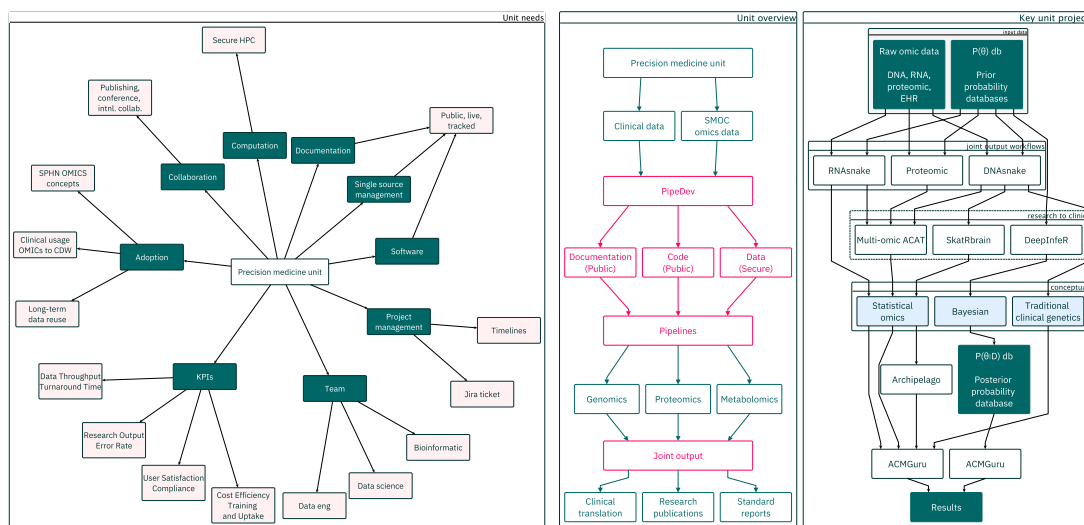 Unit needs
Secure HPC
Publishing,
conference,
intnl. collab.
Public, live,
tracked
Computation
Documentation
Collaboration
Single source
management
SPHN OMICS
concepts
Clinical usage
OMICs to CDW
Adoption
Software
Precision medicine unit
Long-term
data reuse
Project
management
Timelines
Data Throughput
Turnaround Time
KPIs
Team
Jira ticket
Research Output
Error Rate
Bioinformatic
User Satisfaction
Compliance
Data science
Cost Efficiency
Training
and Uptake
Data eng
Unit overview
Precision medicine unit
Clinical data
SMOC
omics data
PipeDev
Documentation
(Public)
Code
(Public)
Data
(Secure)
Pipelines
Genomics
Proteomics
Metabolomics
Joint output
Clinical
translation
Research
publications
Standard
reports
Key unit project
input data
Raw omic data
DNA, RNA,
proteomic,
EHR
P(θ) db
Prior
probability
databases
joint output workflows
RNAsnake
Proteomic
DNAsnake
research to clinic
Multi-omic ACAT
SkatRbrain
DeepInfeR
conceptua
Statistical
omics
Bayesian
Traditional
clinical genetics
Archipelago
P(θ|D) db
Posterior
probability
database
ACMGuru
ACMGuru
Results